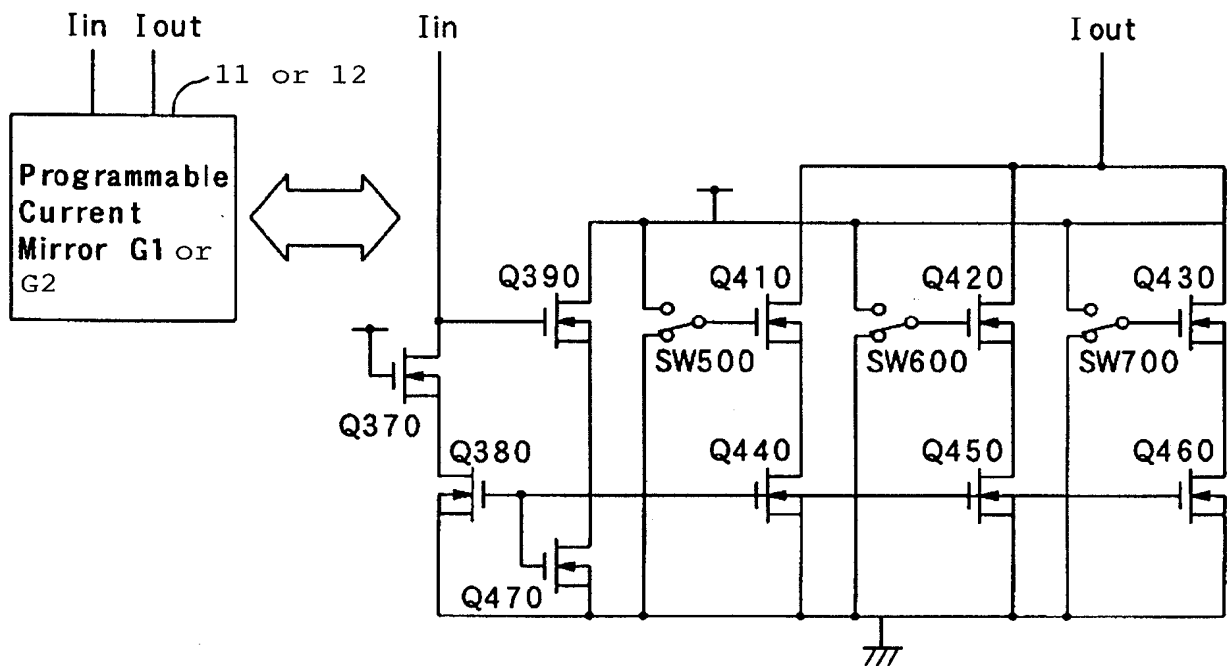 Iin Iout
11 or 12
Programmable
Current
Mirror G1 or
G2
Iin
Iout
Q390
Q410
Q420
Q430
SW500
SW600
SW700
Q370
Q380
Q440
Q450
Q460
Q470